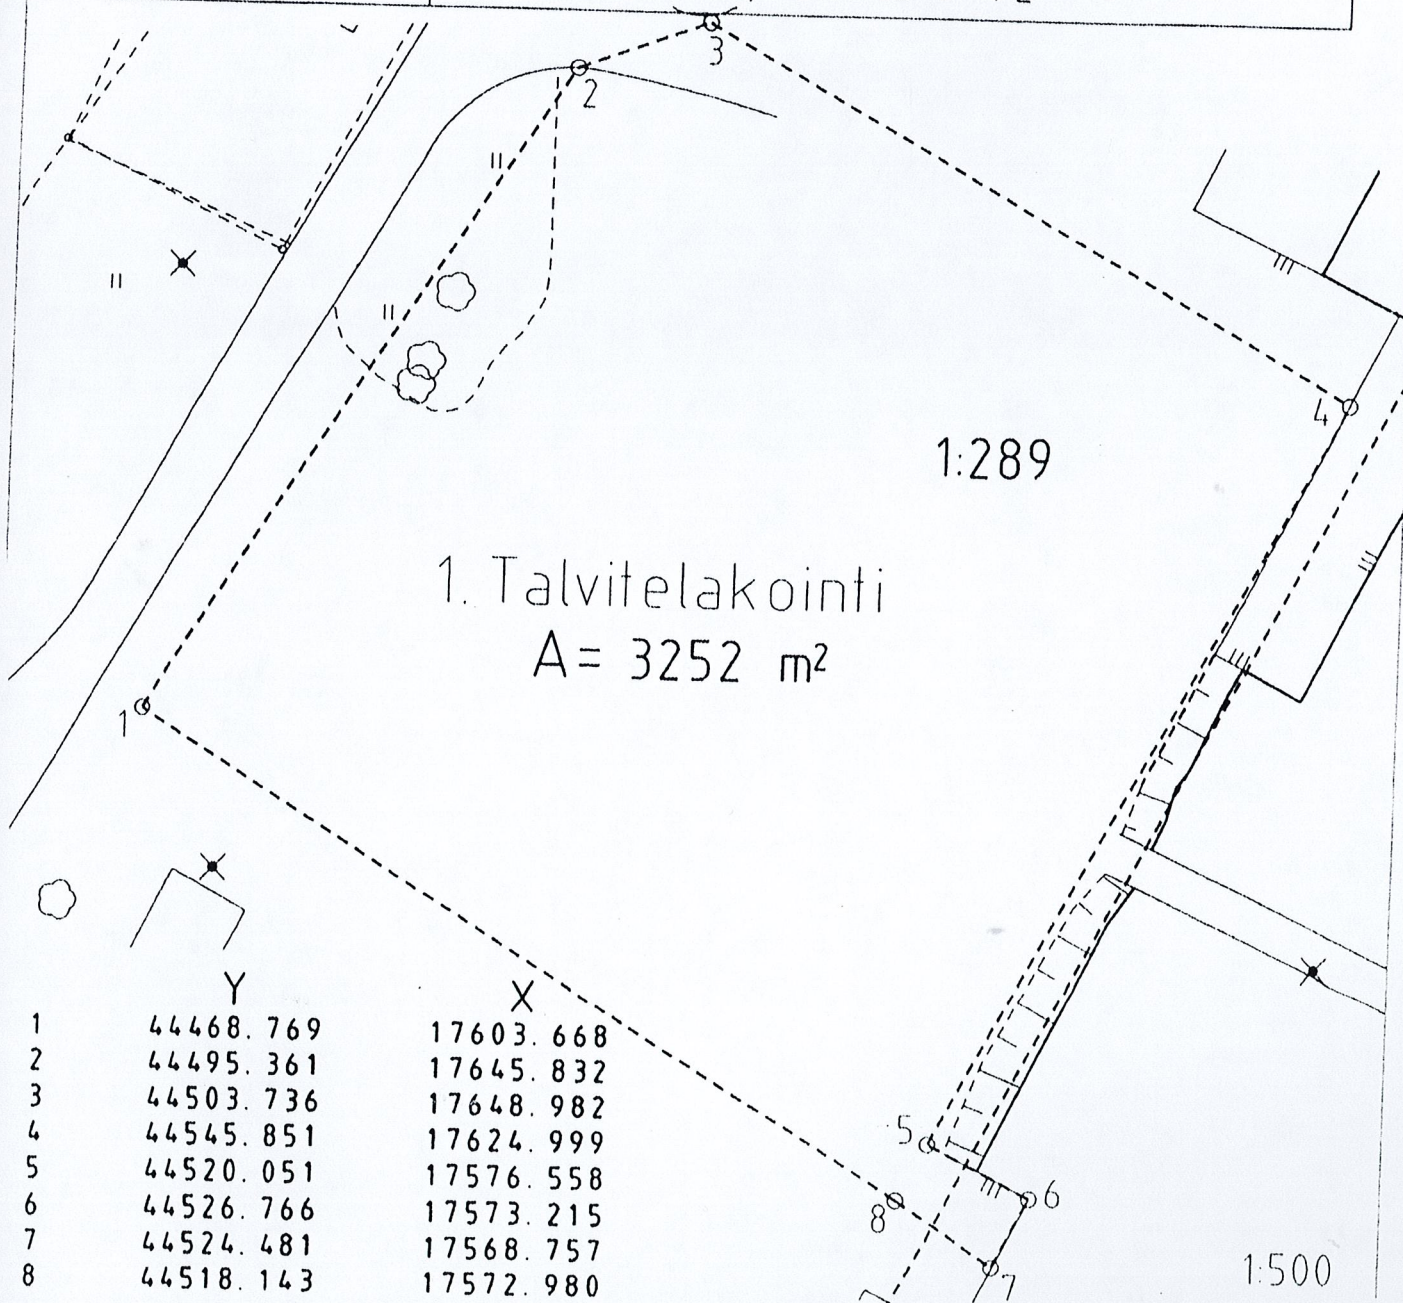 3
2
4
1:289
1. Talvitelakointi
A= 3252 m²
1
5
6
8
7
Y X
1 44468.769 17603.668
2 44495.361 17645.832
3 44503.736 17648.982
4 44545.851 17624.999
5 44520.051 17576.558
6 44526.766 17573.215
7 44524.481 17568.757
8 44518.143 17572.980
1:500